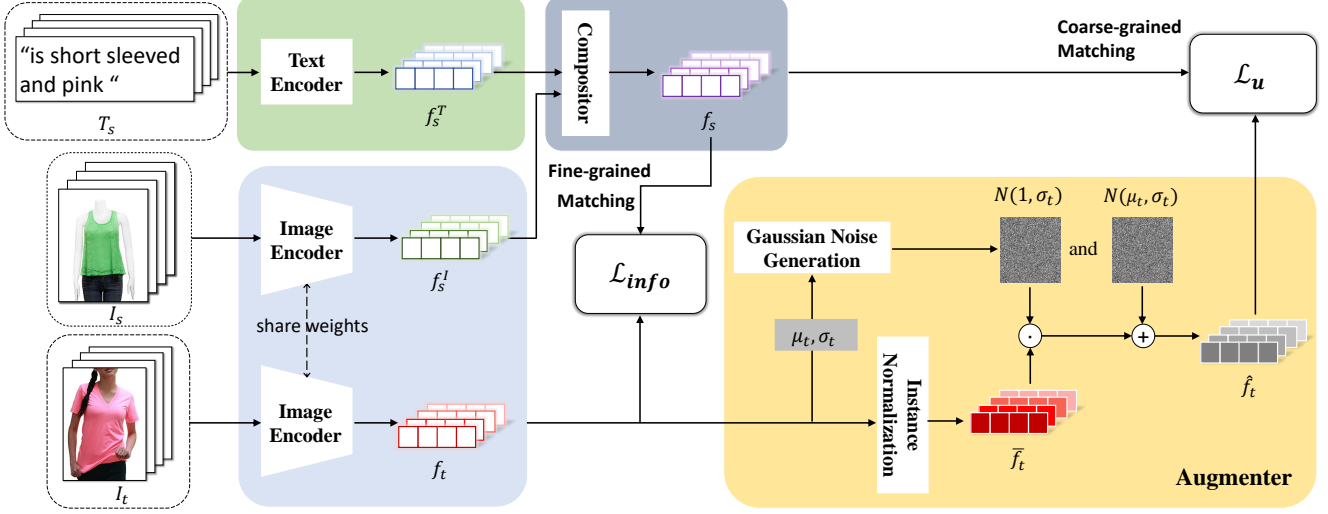 “is short sleeved
and pink “
T_s
Text
Encoder
f_s^T
Compositor
f_s
Coarse-grained
Matching
ℒ_u
Fine-grained
Matching
ℒ_info
I_s
Image
Encoder
f_s^I
share weights
I_t
Image
Encoder
f_t
Gaussian Noise
Generation
N(1, σ_t)
and
N(μ_t, σ_t)
μ_t, σ_t
Instance
Normalization
·
+
f̄_t
f̂_t
Augmenter